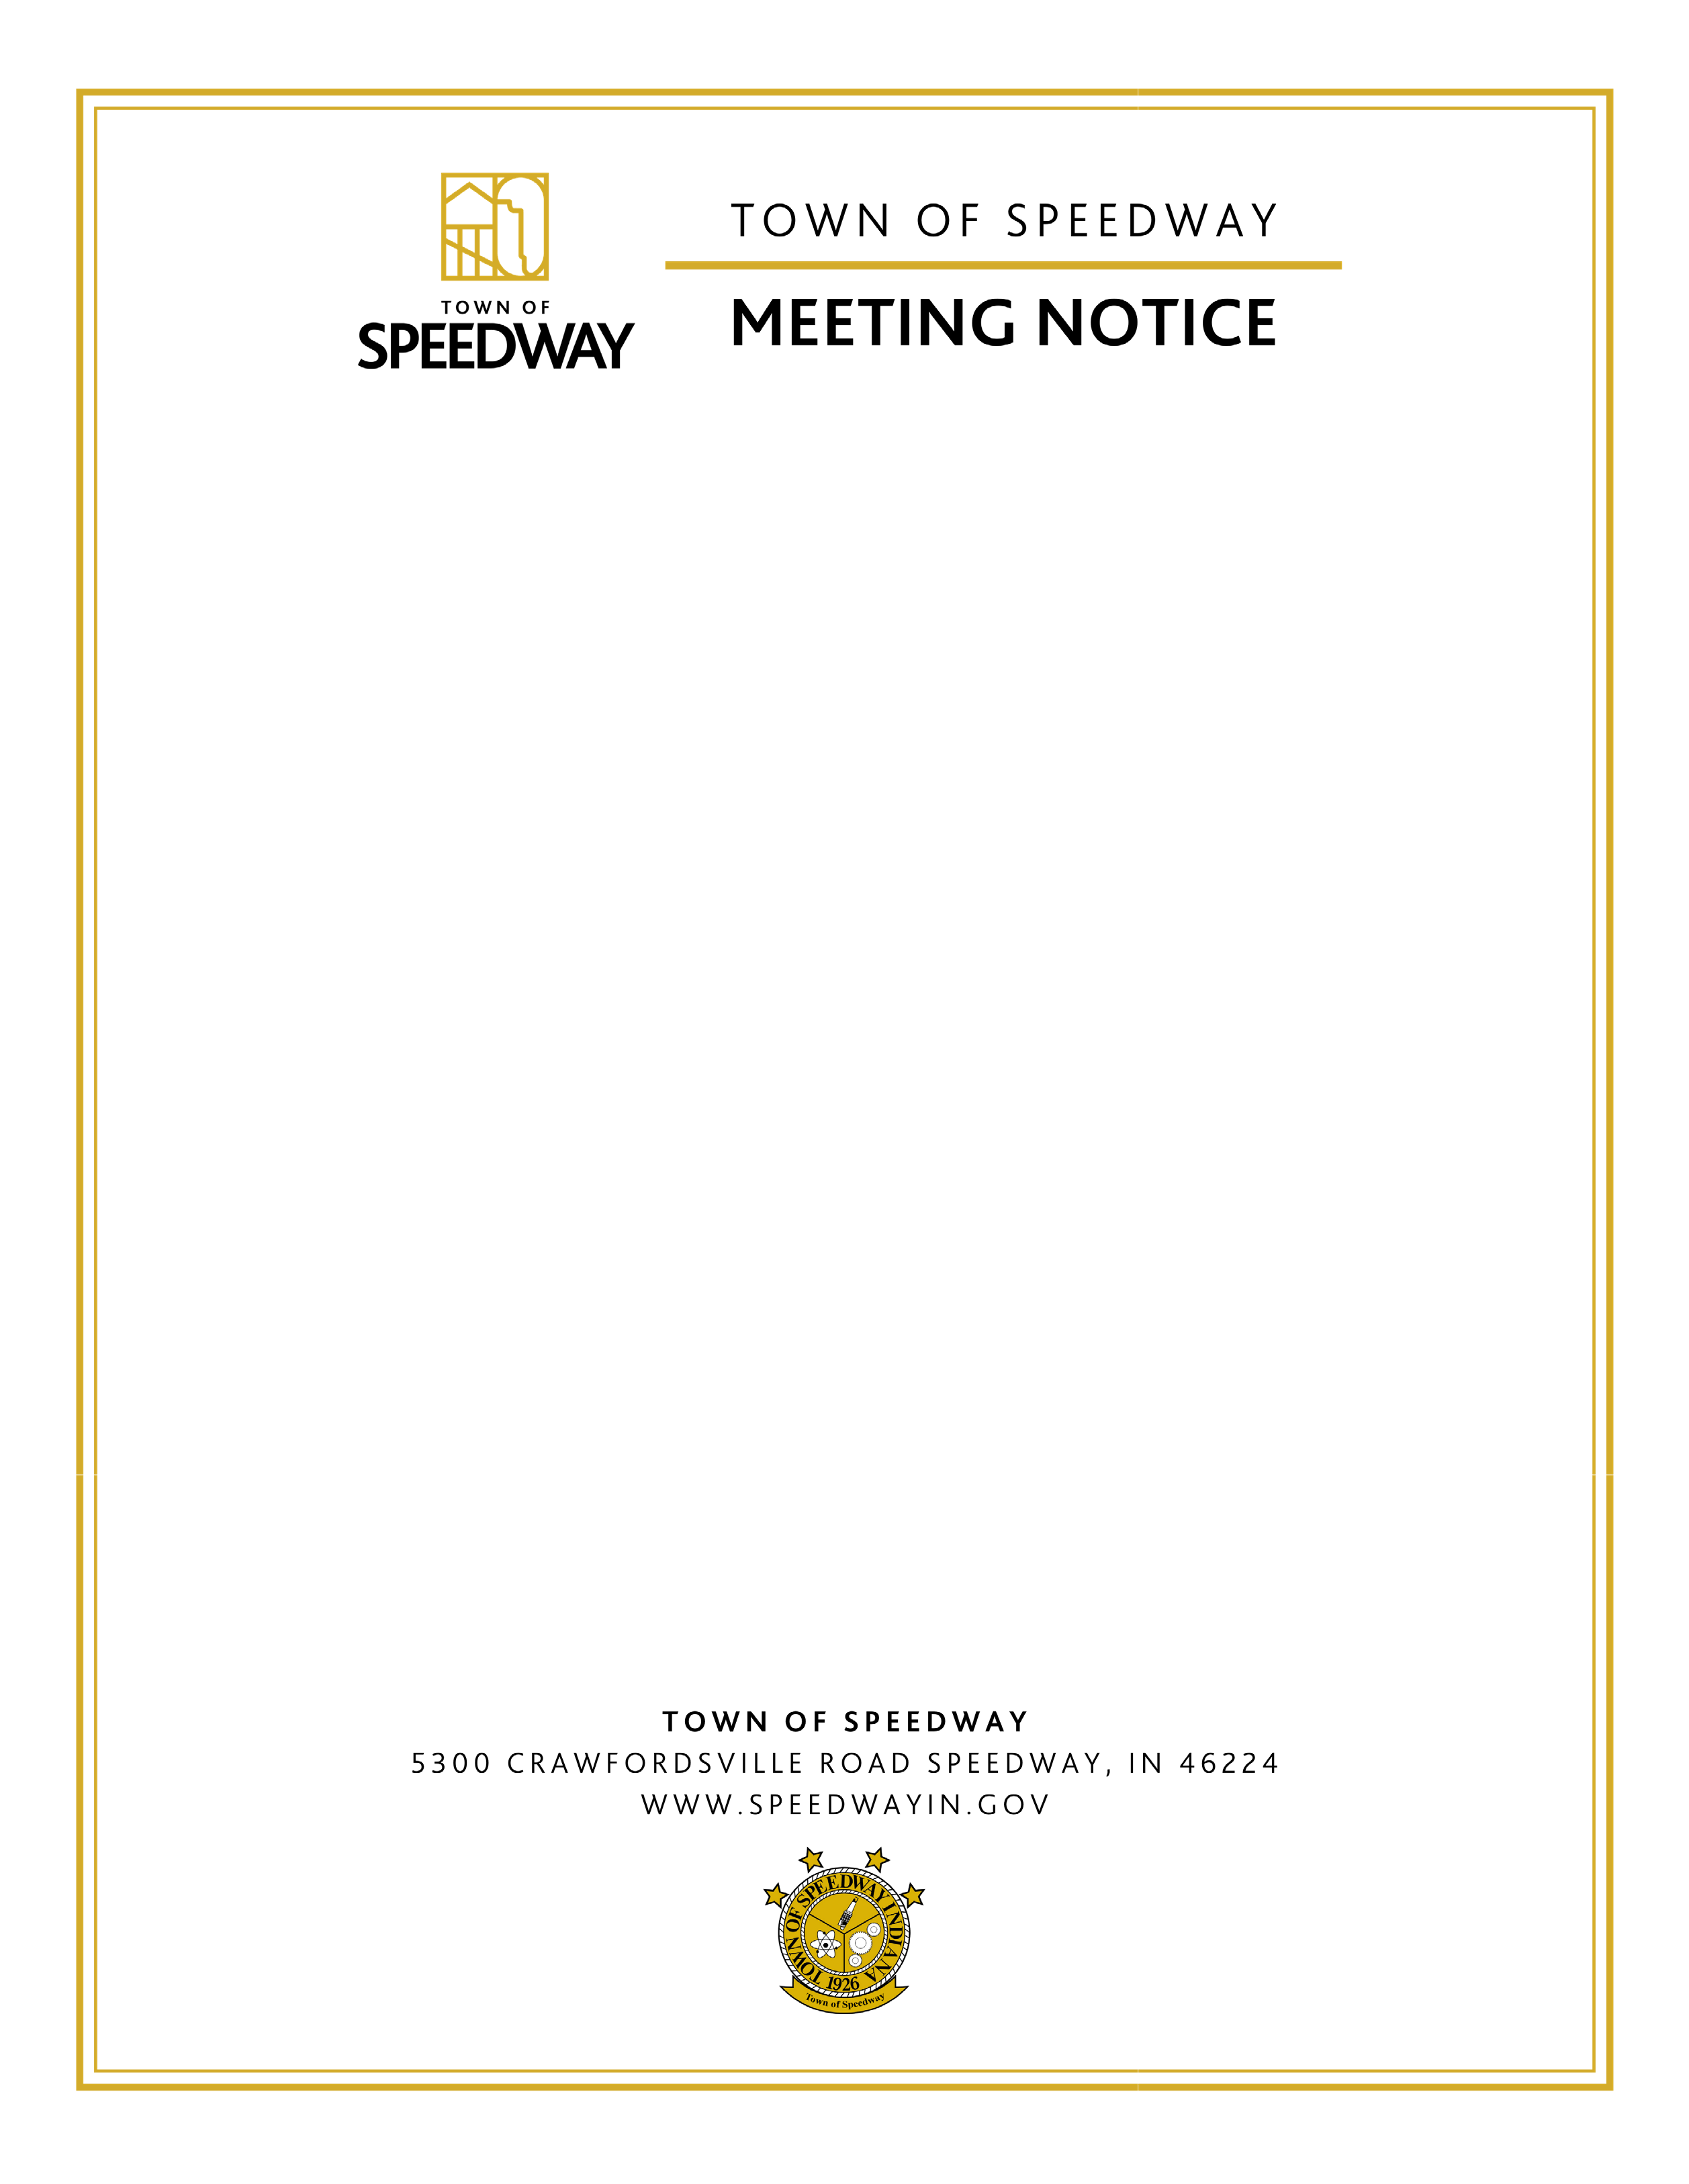 TOWN OF
SPEEDWAY
TOWN OF SPEEDWAY
MEETING NOTICE
TOWN OF SPEEDWAY
5300 CRAWFORDSVILLE ROAD SPEEDWAY, IN 46224
WWW.SPEEDWAYIN.GOV
TOWN OF SPEEDWAY INDIANA
1926
Town of Speedway